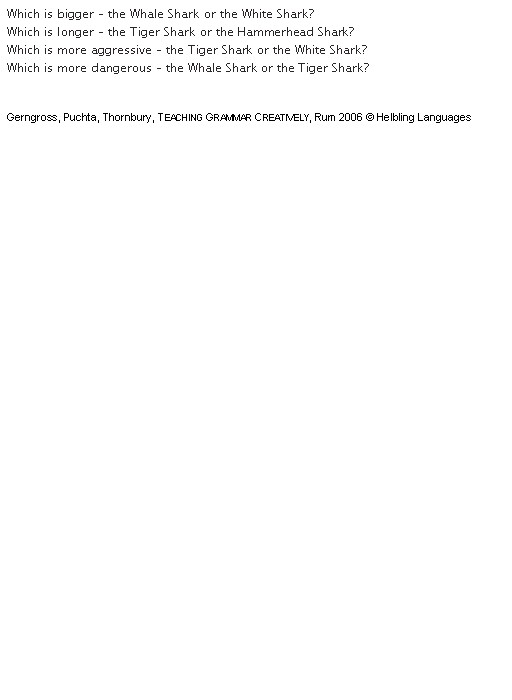 Which is bigger – the Whale Shark or the White Shark?
Which is longer – the Tiger Shark or the Hammerhead Shark?
Which is more aggressive – the Tiger Shark or the White Shark?
Which is more dangerous – the Whale Shark or the Tiger Shark?
Gerngross, Puchta, Thornbury, TEACHING GRAMMAR CREATIVELY, Rum 2006 © Helbling Languages